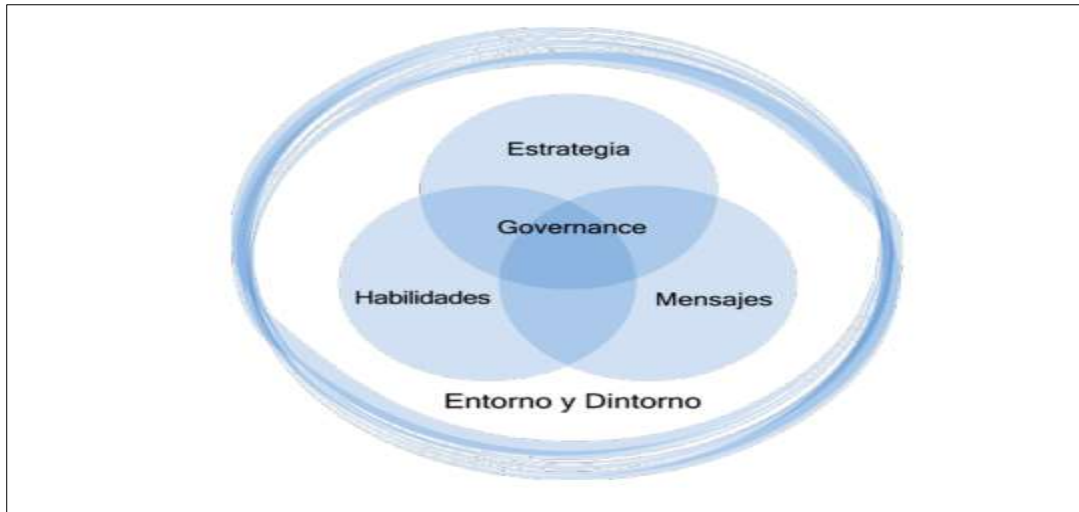 Estrategia
Governance
Habilidades
Mensajes
Entorno y Dintorno